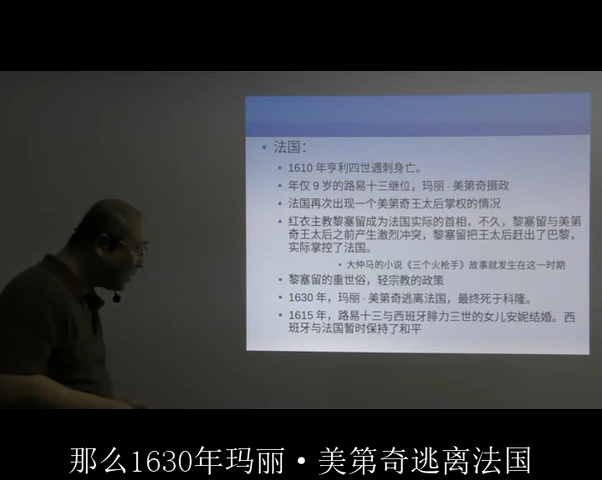 法国：
1610 年亨利四世遇刺身亡。
年仅 9 岁的路易十三继位，玛丽 · 美第奇摄政
法国再次出现一个美第奇王太后掌权的情况
红衣主教黎塞留成为法国实际的首相，不久，黎塞留与美第
奇王太后之前产生激烈冲突，黎塞留把王太后赶出了巴黎，
实际掌控了法国。
大仲马的小说《三个火枪手》故事就发生在这一时期
黎塞留的重世俗，轻宗教的政策
1630 年，玛丽 · 美第奇逃离法国，最终死于科隆。
1615 年，路易十三与西班牙腓力三世的女儿安妮结婚。西
班牙与法国暂时保持了和平
那么1630年玛丽·美第奇逃离法国